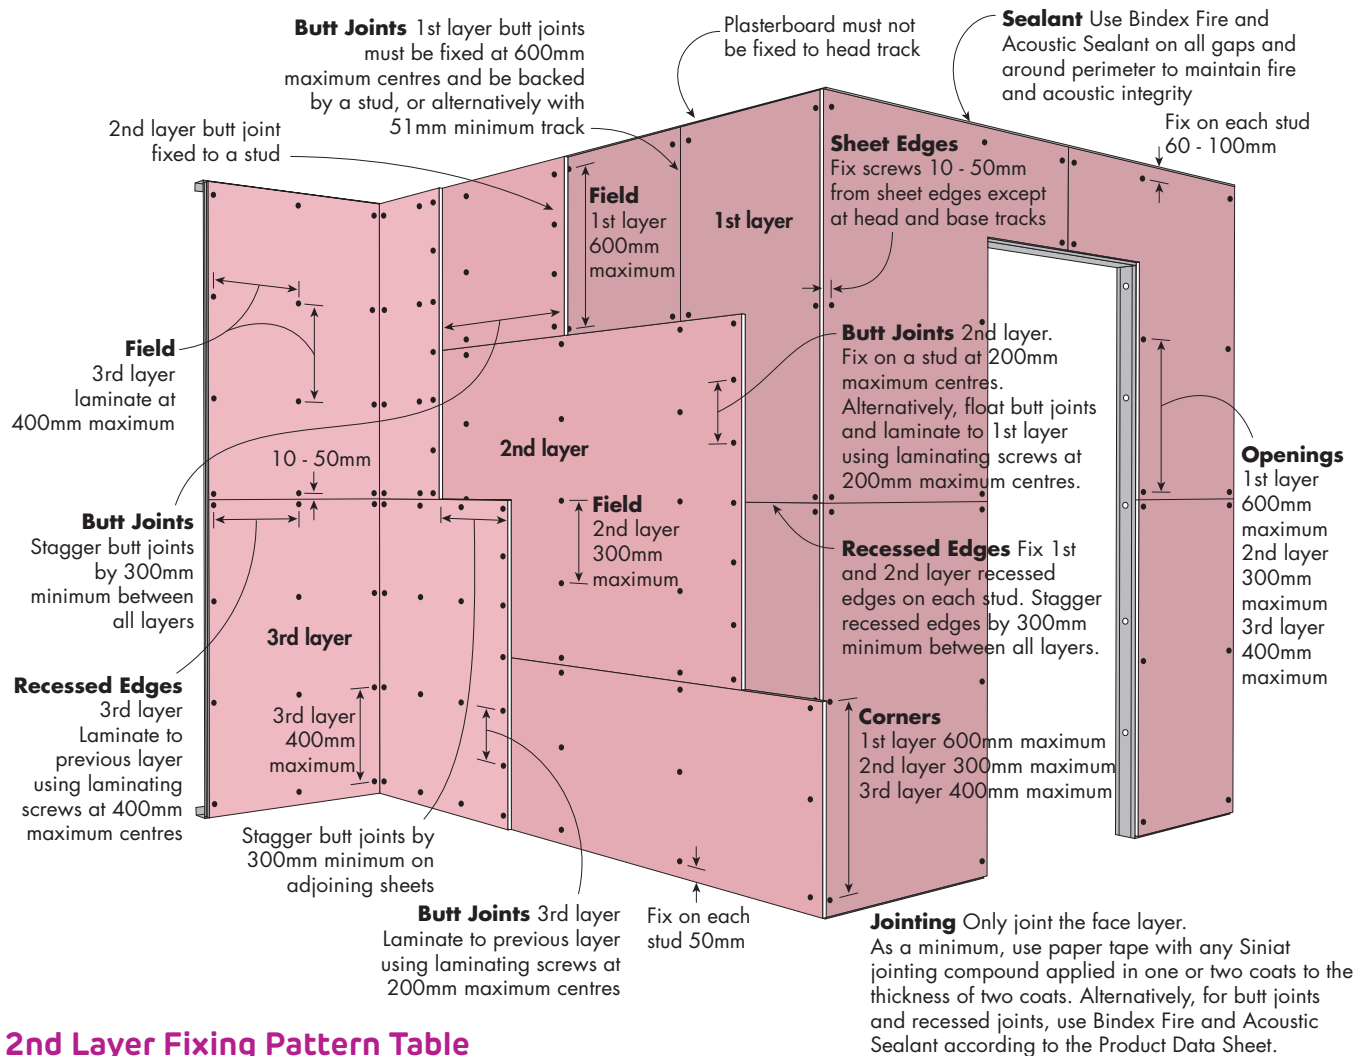 Butt Joints 1st layer butt joints
must be fixed at 600mm
maximum centres and be backed
by a stud, or alternatively with
51mm minimum track
Plasterboard must not
be fixed to head track
Sealant Use Bindex Fire and
Acoustic Sealant on all gaps and
around perimeter to maintain fire
and acoustic integrity
2nd layer butt joint
fixed to a stud
Fix on each stud
60 - 100mm
Sheet Edges
Fix screws 10 - 50mm
from sheet edges except
at head and base tracks
Field
1st layer
600mm
maximum
1st layer
Field
3rd layer
laminate at
400mm maximum
Butt Joints 2nd layer.
Fix on a stud at 200mm
maximum centres.
Alternatively, float butt joints
and laminate to 1st layer
using laminating screws at
200mm maximum centres.
2nd layer
10 - 50mm
Openings
1st layer
600mm
maximum
2nd layer
300mm
maximum
3rd layer
400mm
maximum
Field
2nd layer
300mm
maximum
Butt Joints
Stagger butt joints
by 300mm
minimum between
all layers
Recessed Edges Fix 1st
and 2nd layer recessed
edges on each stud. Stagger
recessed edges by 300mm
minimum between all layers.
3rd layer
Recessed Edges
3rd layer
Laminate to
previous layer
using laminating
screws at 400mm
maximum centres
3rd layer
400mm
maximum
Corners
1st layer 600mm maximum
2nd layer 300mm maximum
3rd layer 400mm maximum
Stagger butt joints by
300mm minimum on
adjoining sheets
Butt Joints 3rd layer
Laminate to previous layer
using laminating screws at
200mm maximum centres
Fix on each
stud 50mm
Jointing Only joint the face layer.
As a minimum, use paper tape with any Siniat
jointing compound applied in one or two coats to the
thickness of two coats. Alternatively, for butt joints
and recessed joints, use Bindex Fire and Acoustic
Sealant according to the Product Data Sheet.
2nd Layer Fixing Pattern Table